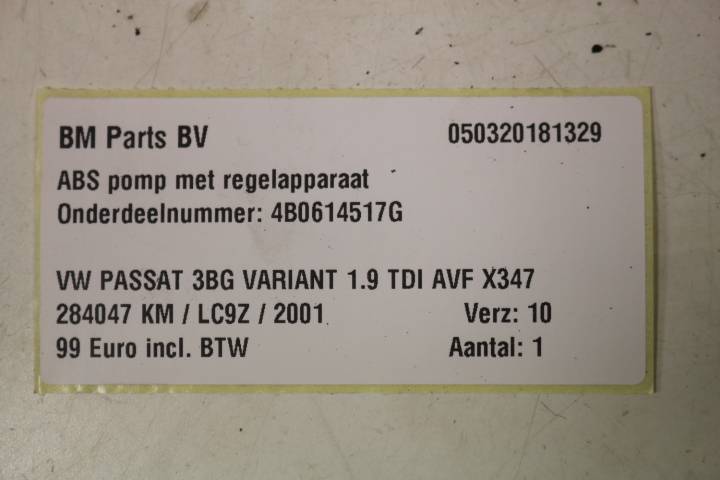 BM Parts BV 050320181329
ABS pomp met regelapparaat
Onderdeelnummer: 4B0614517G
VW PASSAT 3BG VARIANT 1.9 TDI AVF X347
284047 KM / LC9Z / 2001 Verz: 10
99 Euro incl. BTW Aantal: 1